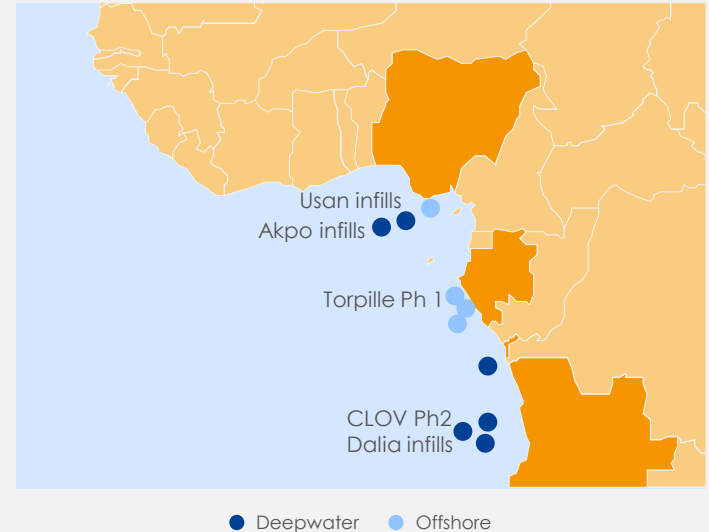 Usan infills
Akpo infills
Torpille Ph 1
CLOV Ph2
Dalia infills
Deepwater Offshore